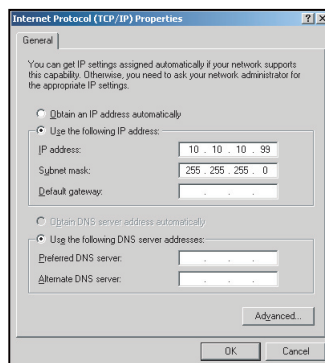 Internet Protocol (TCP/IP) Properties
General
You can get IP settings assigned automatically if your network supports
this capability. Otherwise, you need to ask your network administrator for
the appropriate IP settings.
Obtain an IP address automatically
Use the following IP address:
IP address: 10 . 10 . 10 . 99
Subnet mask: 255 . 255 . 255 . 0
Default gateway: . . .
Obtain DNS server address automatically
Use the following DNS server addresses:
Preferred DNS server: . . .
Alternate DNS server: . . .
Advanced...
OK Cancel